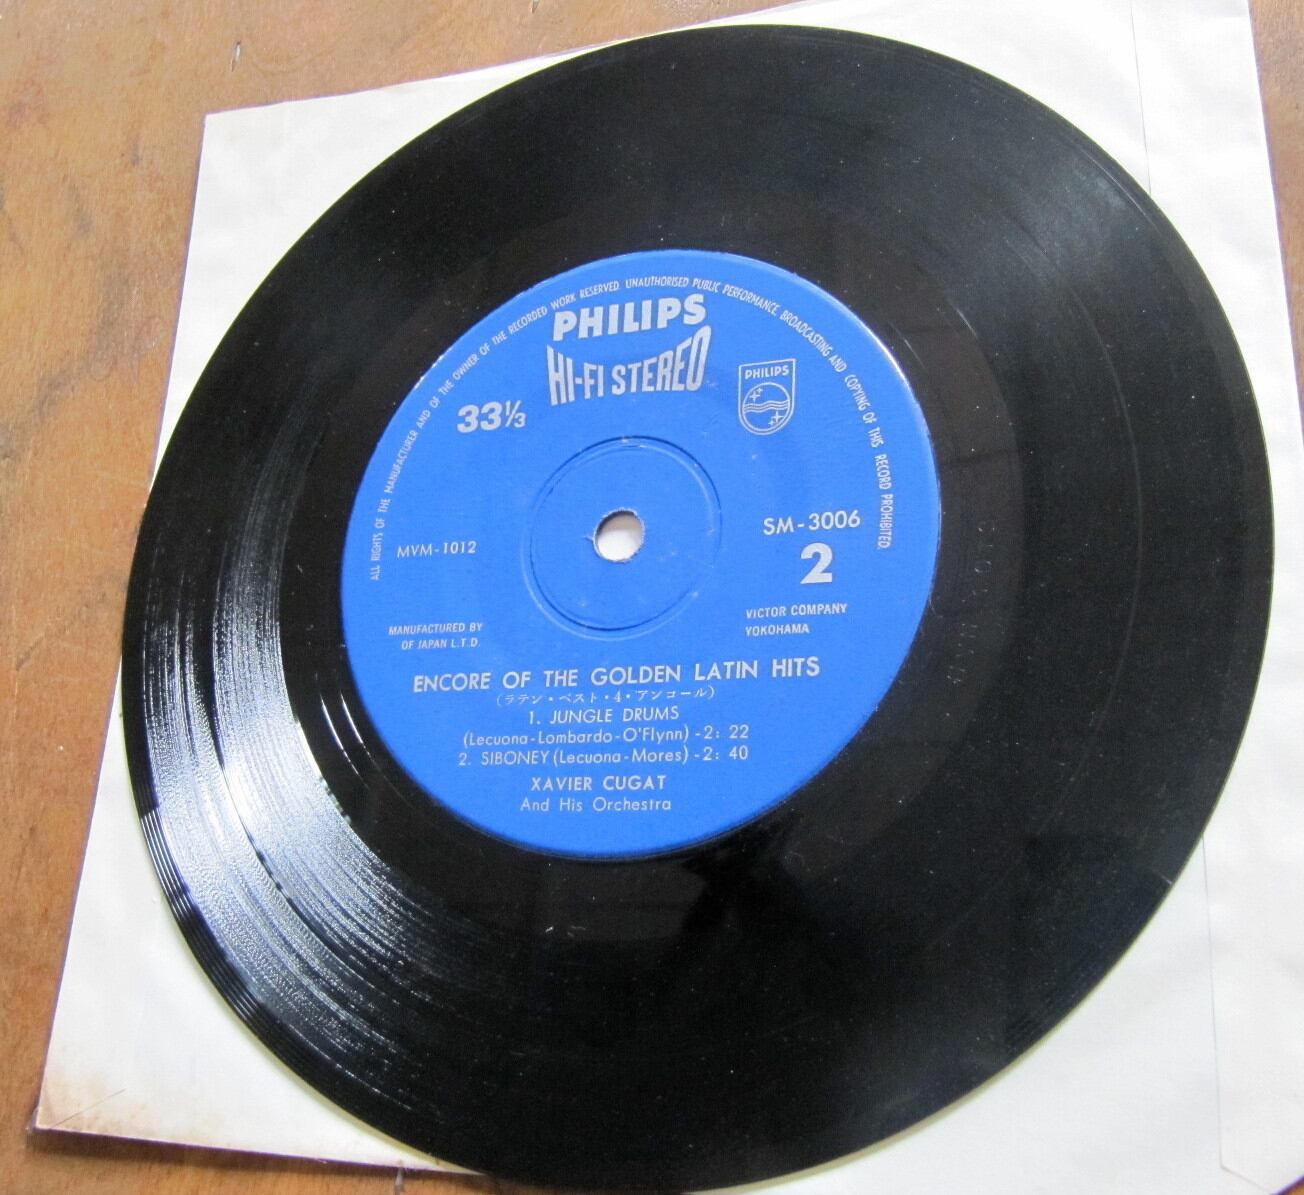 ALL RIGHTS OF THE MANUFACTURER AND OF THE OWNER OF THE RECORDED WORK RESERVED. UNAUTHORISED PUBLIC PERFORMANCE, BROADCASTING AND COPYING OF THIS RECORD PROHIBITED.
PHILIPS
HI-FI STEREO
PHILIPS
33⅓
SM-3006
MVM-1012
2
MANUFACTURED BY
OF JAPAN L.T.D.
VICTOR COMPANY
YOKOHAMA
ENCORE OF THE GOLDEN LATIN HITS
(ラテン・ベスト・4・アンコール)
1. JUNGLE DRUMS
(Lecuona-Lombardo-O'Flynn)-2: 22
2. SIBONEY (Lecuona-Mores)-2: 40
XAVIER CUGAT
And His Orchestra